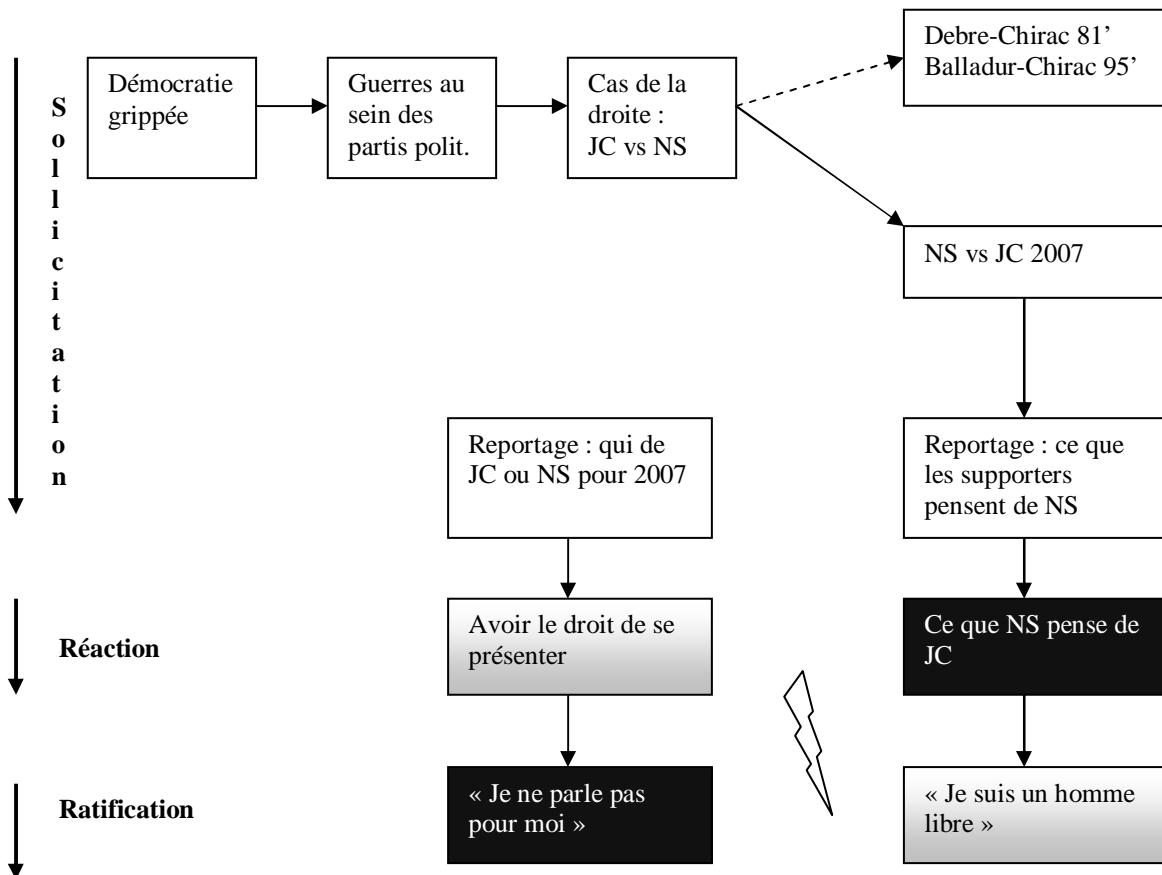 Sollicitation
Démocratie
grippée
Guerres au
sein des
partis polit.
Cas de la
droite :
JC vs NS
Debre-Chirac 81’
Balladur-Chirac 95’
NS vs JC 2007
Reportage : qui de
JC ou NS pour 2007
Reportage : ce que
les supporters
pensent de NS
Réaction
Avoir le droit de se
présenter
Ce que NS pense de
JC
Ratification
« Je ne parle pas
pour moi »
« Je suis un homme
libre »